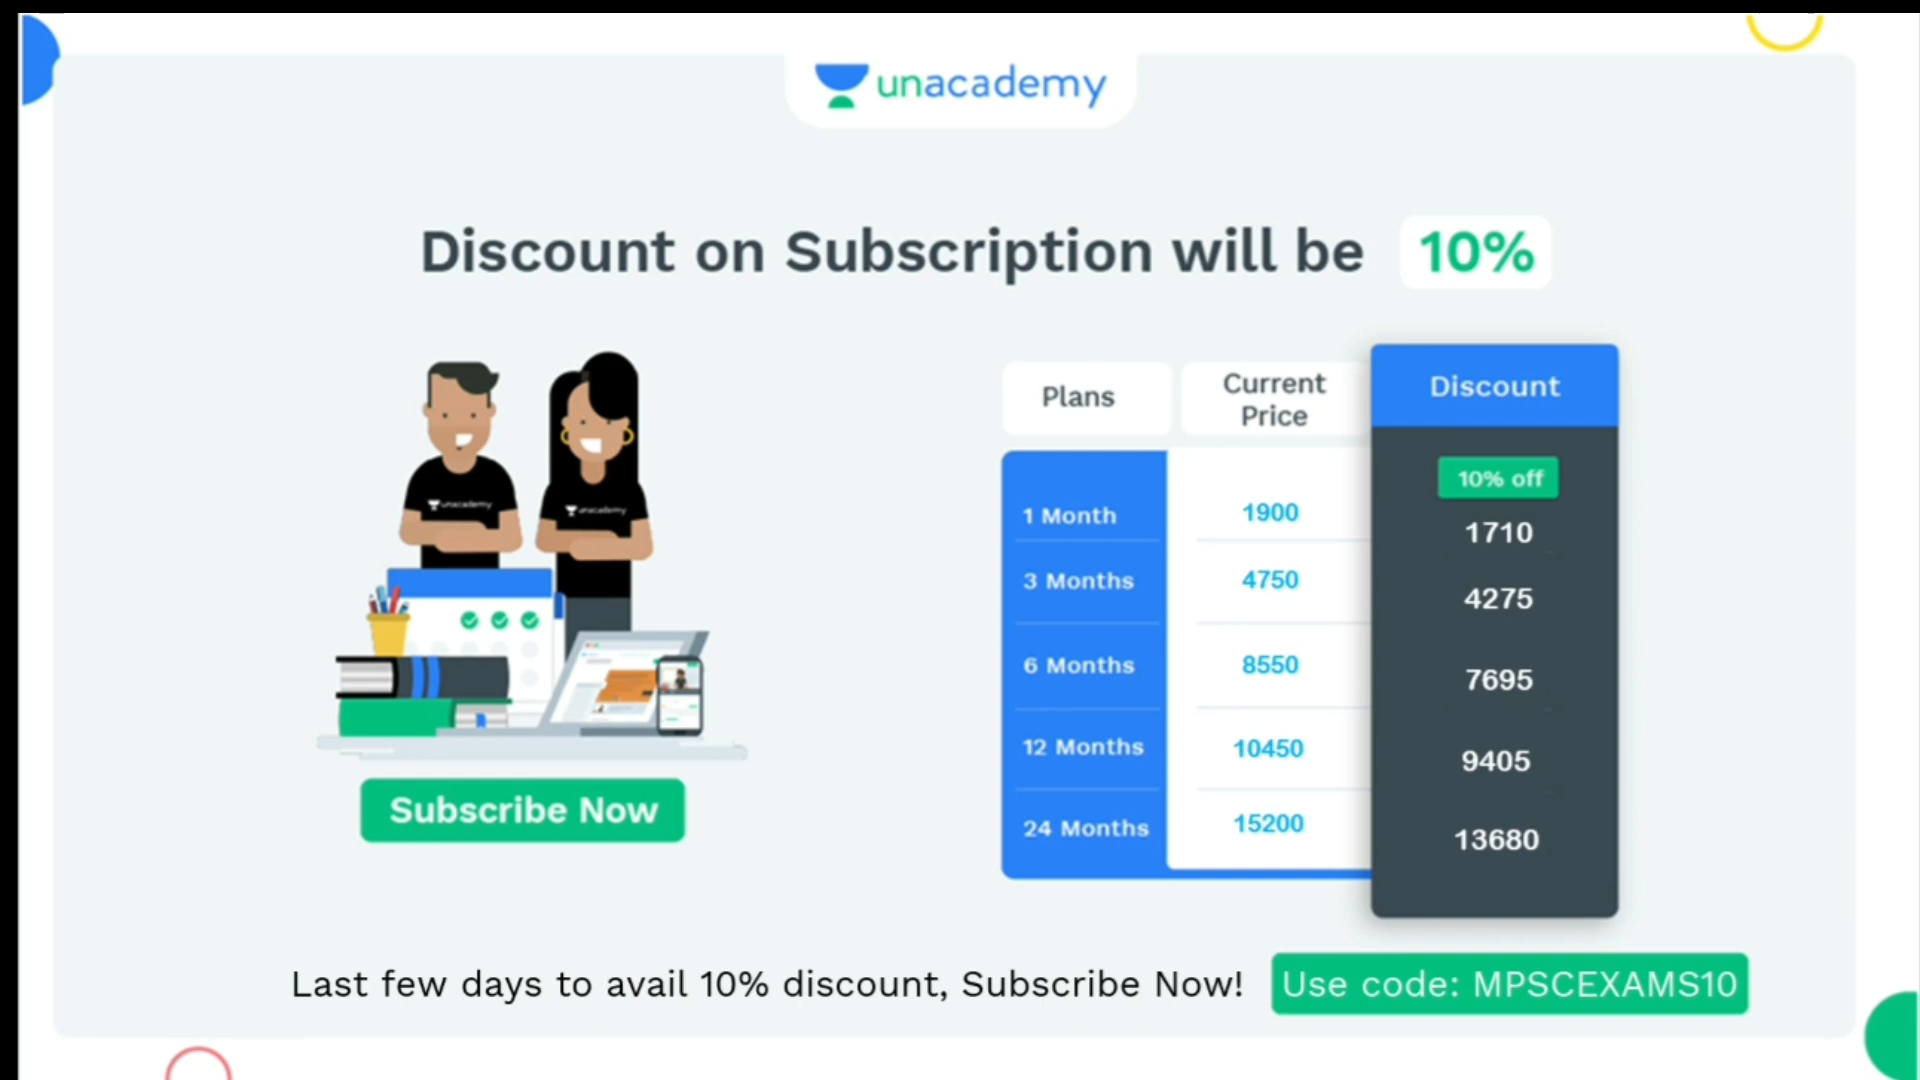 unacademy
Discount on Subscription will be 10%
unacademy
unacademy
Subscribe Now
Plans
Current
Price
Discount
10% off
1 Month 1900 1710
3 Months 4750 4275
6 Months 8550 7695
12 Months 10450 9405
24 Months 15200 13680
Last few days to avail 10% discount, Subscribe Now! Use code: MPSCEXAMS10